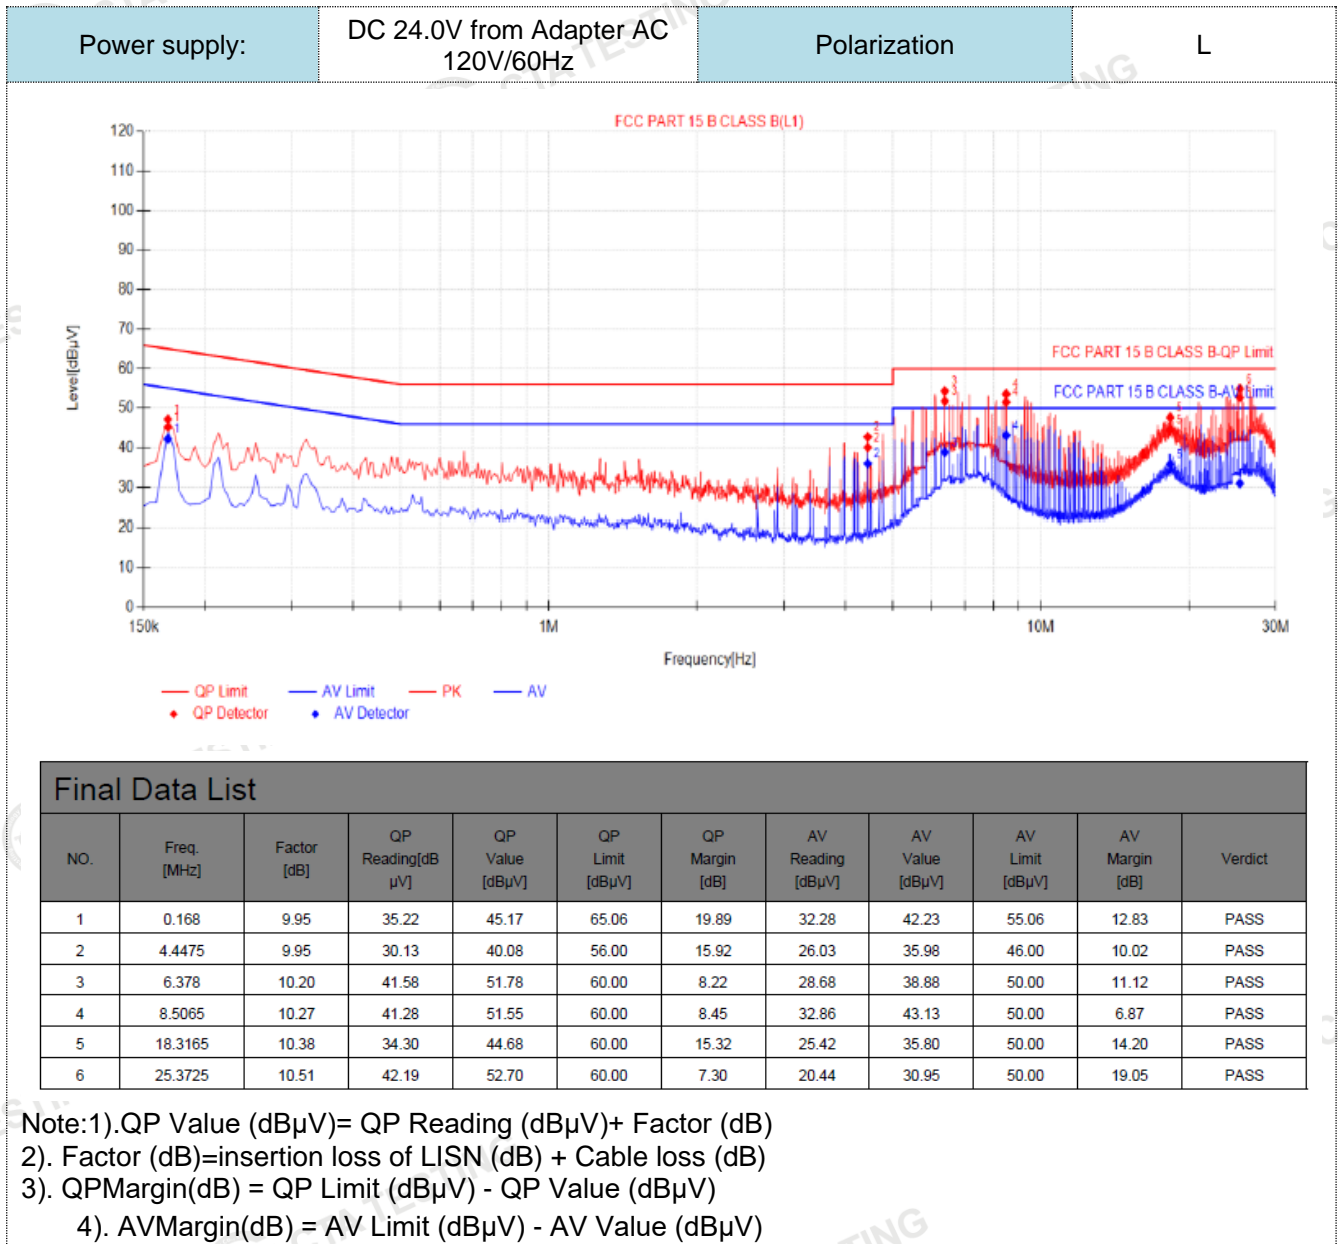 Power supply: DC 24.0V from Adapter AC 120V/60Hz Polarization L
FCC PART 15 B CLASS B(L1)
120
110
100
90
80
70
60
50
40
30
20
10
0
Level[dBµV]
FCC PART 15 B CLASS B-QP Limit
FCC PART 15 B CLASS B-AV Limit
150k 1M 10M 30M
Frequency[Hz]
QP Limit AV Limit PK AV
QP Detector AV Detector
Final Data List
NO. Freq. [MHz] Factor [dB] QP Reading[dB µV] QP Value [dBµV] QP Limit [dBµV] QP Margin [dB] AV Reading [dBµV] AV Value [dBµV] AV Limit [dBµV] AV Margin [dB] Verdict
1 0.168 9.95 35.22 45.17 65.06 19.89 32.28 42.23 55.06 12.83 PASS
2 4.4475 9.95 30.13 40.08 56.00 15.92 26.03 35.98 46.00 10.02 PASS
3 6.378 10.20 41.58 51.78 60.00 8.22 28.68 38.88 50.00 11.12 PASS
4 8.5065 10.27 41.28 51.55 60.00 8.45 32.86 43.13 50.00 6.87 PASS
5 18.3165 10.38 34.30 44.68 60.00 15.32 25.42 35.80 50.00 14.20 PASS
6 25.3725 10.51 42.19 52.70 60.00 7.30 20.44 30.95 50.00 19.05 PASS
Note:1).QP Value (dBµV)= QP Reading (dBµV)+ Factor (dB)
2). Factor (dB)=insertion loss of LISN (dB) + Cable loss (dB)
3). QPMargin(dB) = QP Limit (dBµV) - QP Value (dBµV)
4). AVMargin(dB) = AV Limit (dBµV) - AV Value (dBµV)